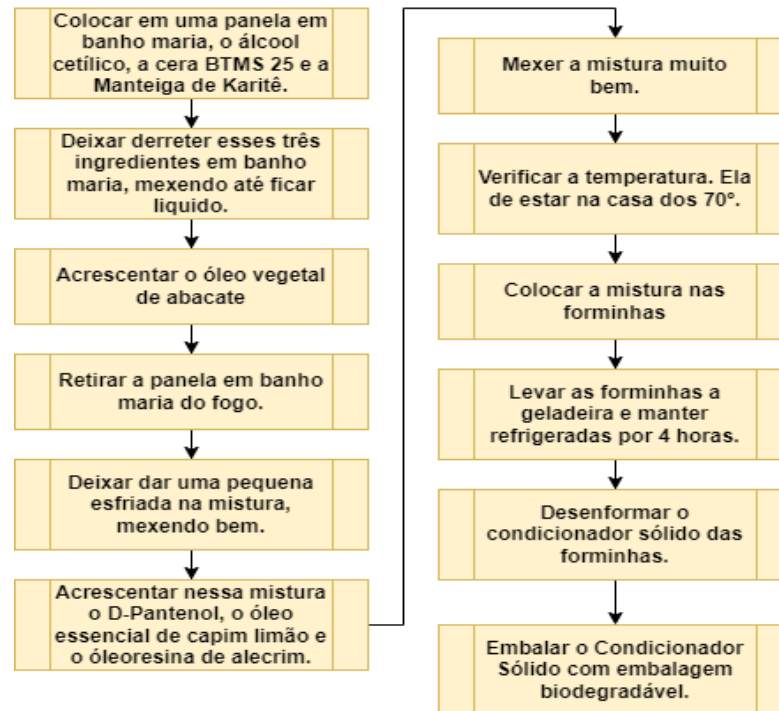 Colocar em uma panela em
banho maria, o álcool
cetílico, a cera BTMS 25 e a
Manteiga de Karitê.
Deixar derreter esses três
ingredientes em banho
maria, mexendo até ficar
liquido.
Acrescentar o óleo vegetal
de abacate
Retirar a panela em banho
maria do fogo.
Deixar dar uma pequena
esfriada na mistura,
mexendo bem.
Acrescentar nessa mistura
o D-Pantenol, o óleo
essencial de capim limão e
o óleoresina de alecrim.
Mexer a mistura muito
bem.
Verificar a temperatura. Ela
de estar na casa dos 70°.
Colocar a mistura nas
forminhas
Levar as forminhas a
geladeira e manter
refrigeradas por 4 horas.
Desenformar o
condicionador sólido das
forminhas.
Embalar o Condicionador
Sólido com embalagem
biodegradável.